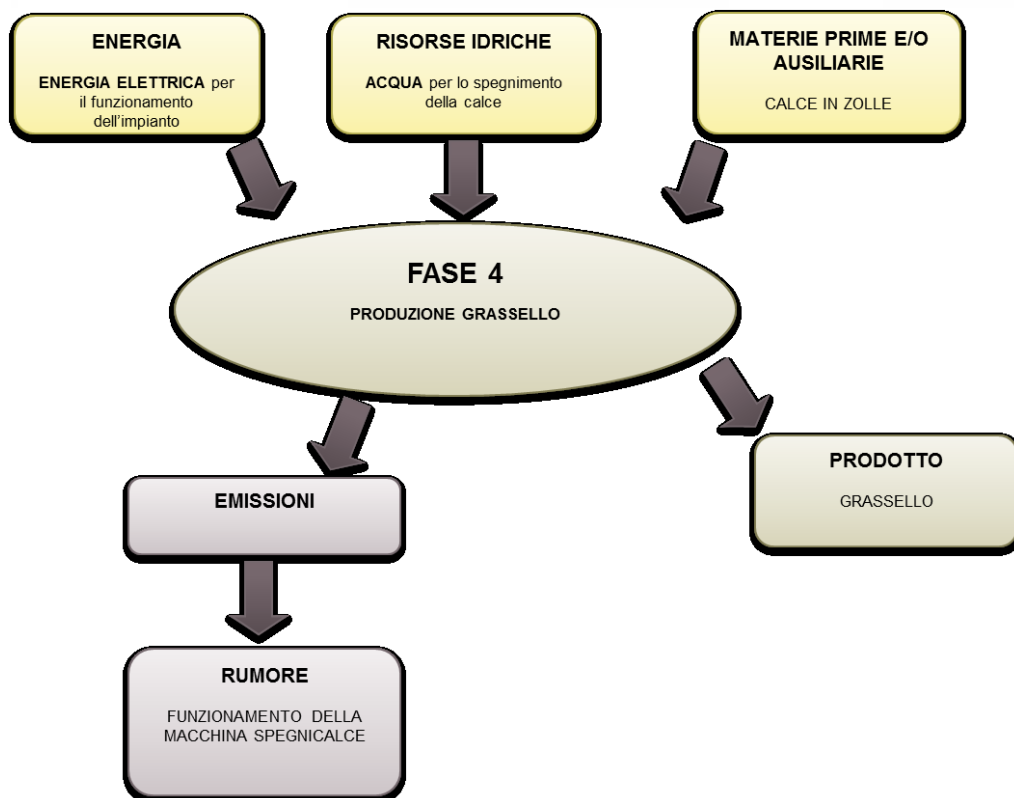 ENERGIA
ENERGIA ELETTRICA per
il funzionamento
dell'impianto
RISORSE IDRICHE
ACQUA per lo spegnimento
della calce
MATERIE PRIME E/O
AUSILIARIE
CALCE IN ZOLLE
FASE 4
PRODUZIONE GRASSELLO
EMISSIONI
PRODOTTO
GRASSELLO
RUMORE
FUNZIONAMENTO DELLA
MACCHINA SPEGNICALCE